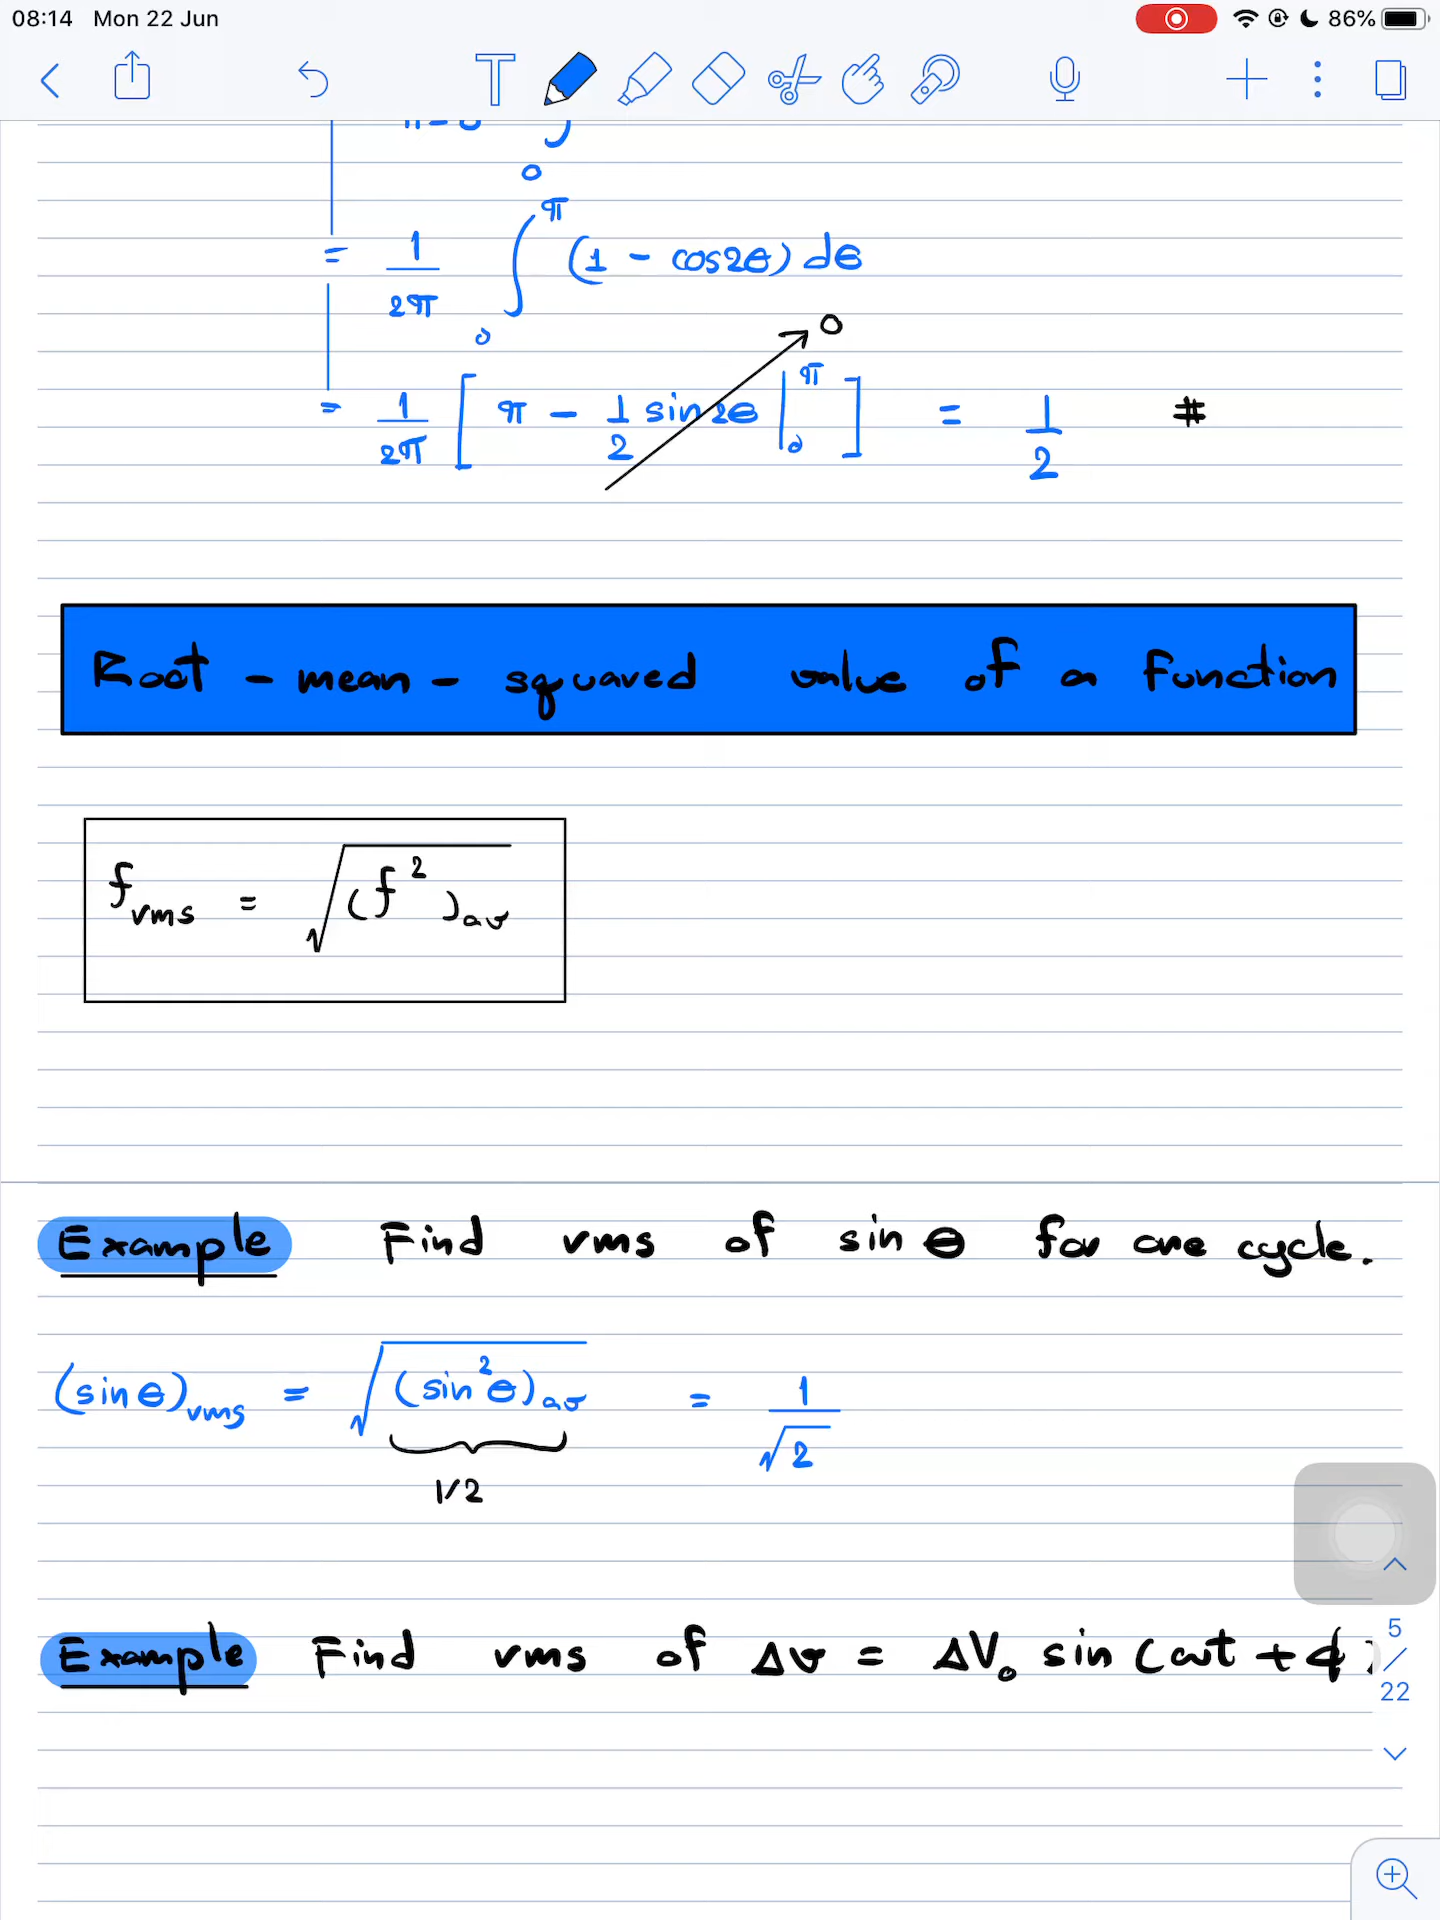 08:14 Mon 22 Jun 86%
0
= 1/2π ∫₀^π (1 - cos2θ) dθ
= 1/2π [ π - 1/2 sin2θ |₀^π ] = 1/2 #
0
Root - mean - squared value of a function
f_rms = √(f²)_av
Example Find rms of sin θ for one cycle.
(sin θ)_rms = √(sin²θ)_av = 1/√2
1/2
Example Find rms of Δv = ΔV₀ sin (ωt + ϕ)
5/22